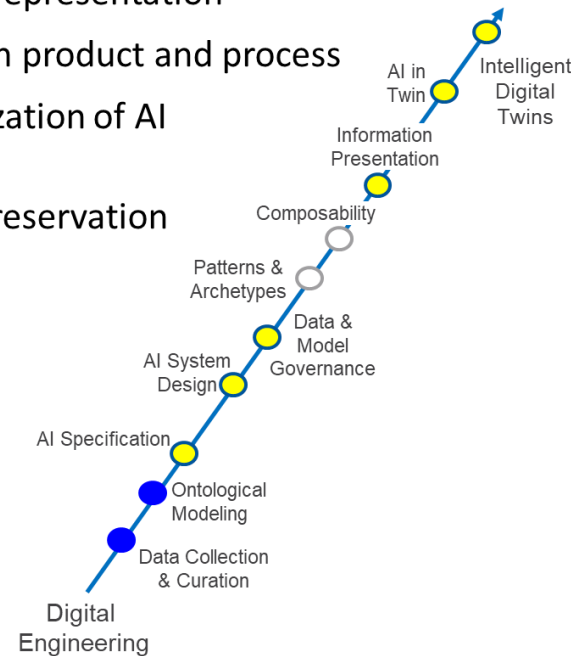 representation
product and process
zation of AI
reservation
Intelligent
Digital
Twins
AI in
Twin
Information
Presentation
Composability
Patterns &
Archetypes
Data &
Model
Governance
AI System
Design
AI Specification
Ontological
Modeling
Data Collection
& Curation
Digital
Engineering